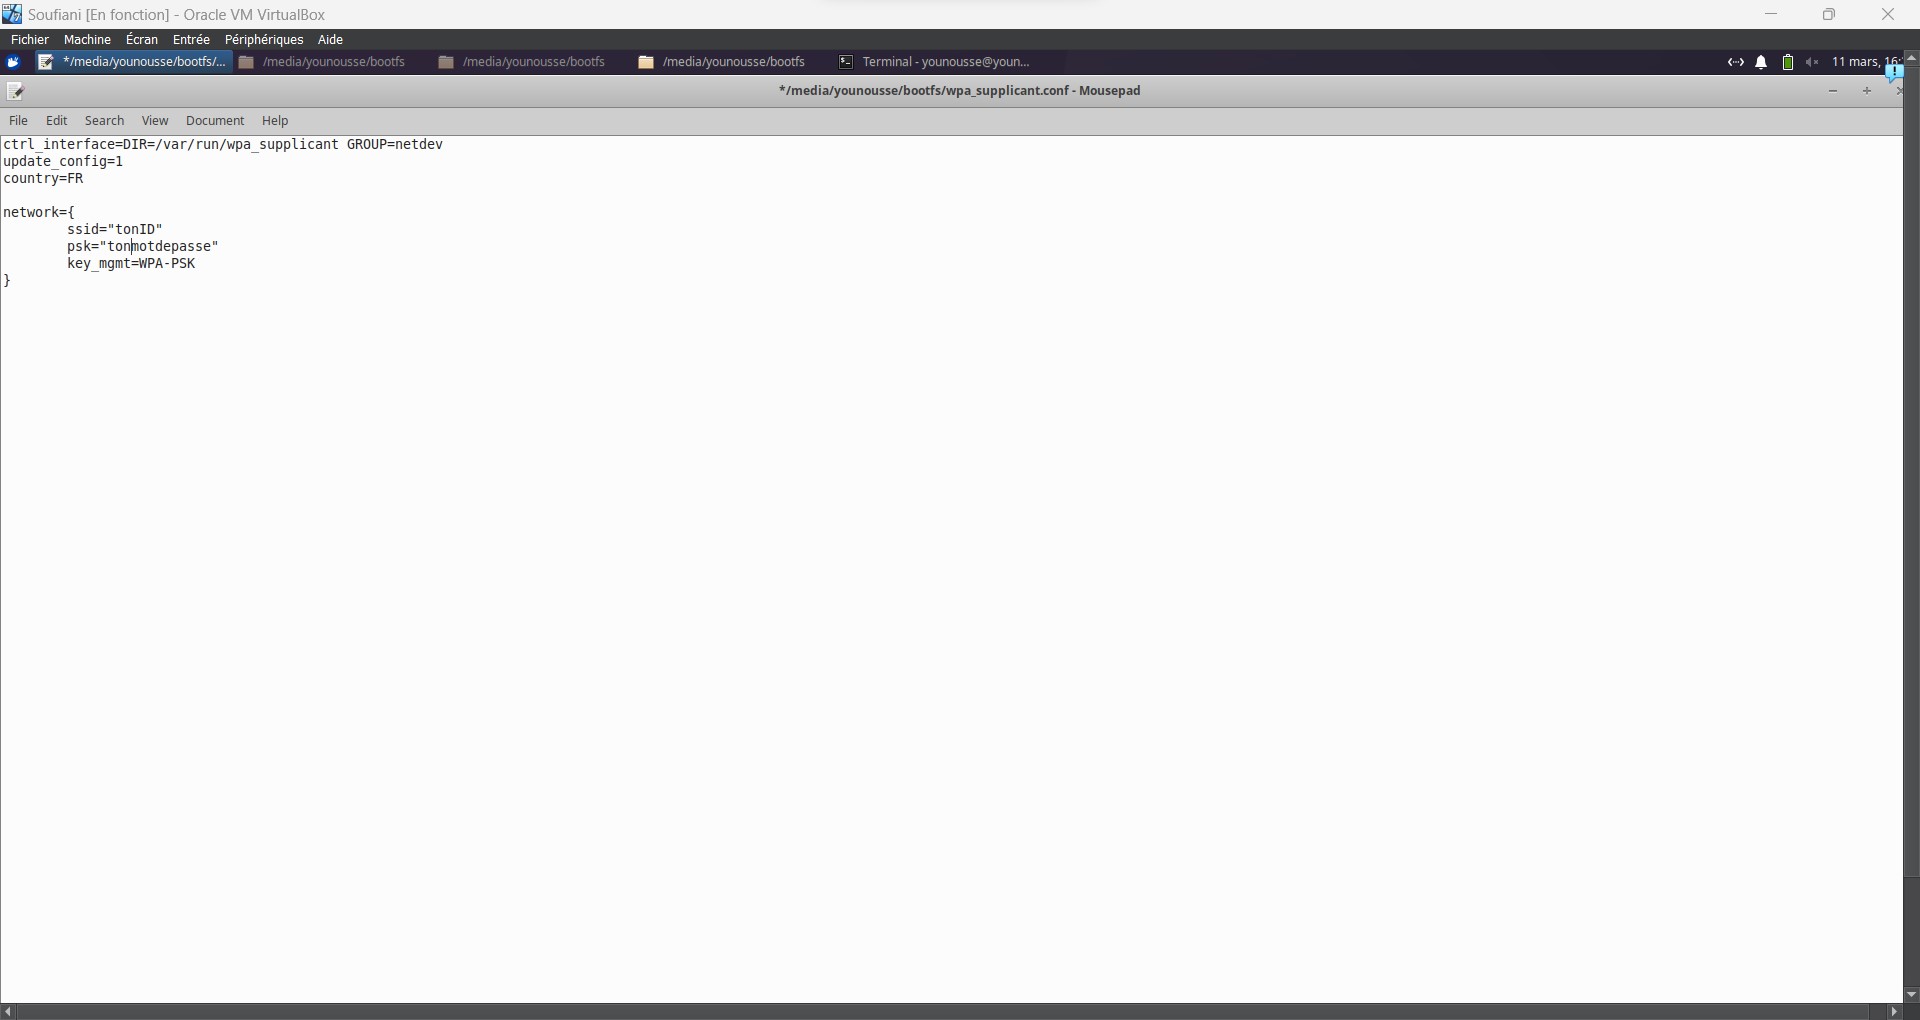 Soufiani [En fonction] - Oracle VM VirtualBox
Fichier Machine Écran Entrée Périphériques Aide
*/media/younousse/bootfs/... /media/younousse/bootfs /media/younousse/bootfs /media/younousse/bootfs Terminal - younousse@youn... 11 mars, 16:
*/media/younousse/bootfs/wpa_supplicant.conf - Mousepad
File Edit Search View Document Help
ctrl_interface=DIR=/var/run/wpa_supplicant GROUP=netdev
update_config=1
country=FR
network={
ssid="tonID"
psk="tonmotdepasse"
key_mgmt=WPA-PSK
}